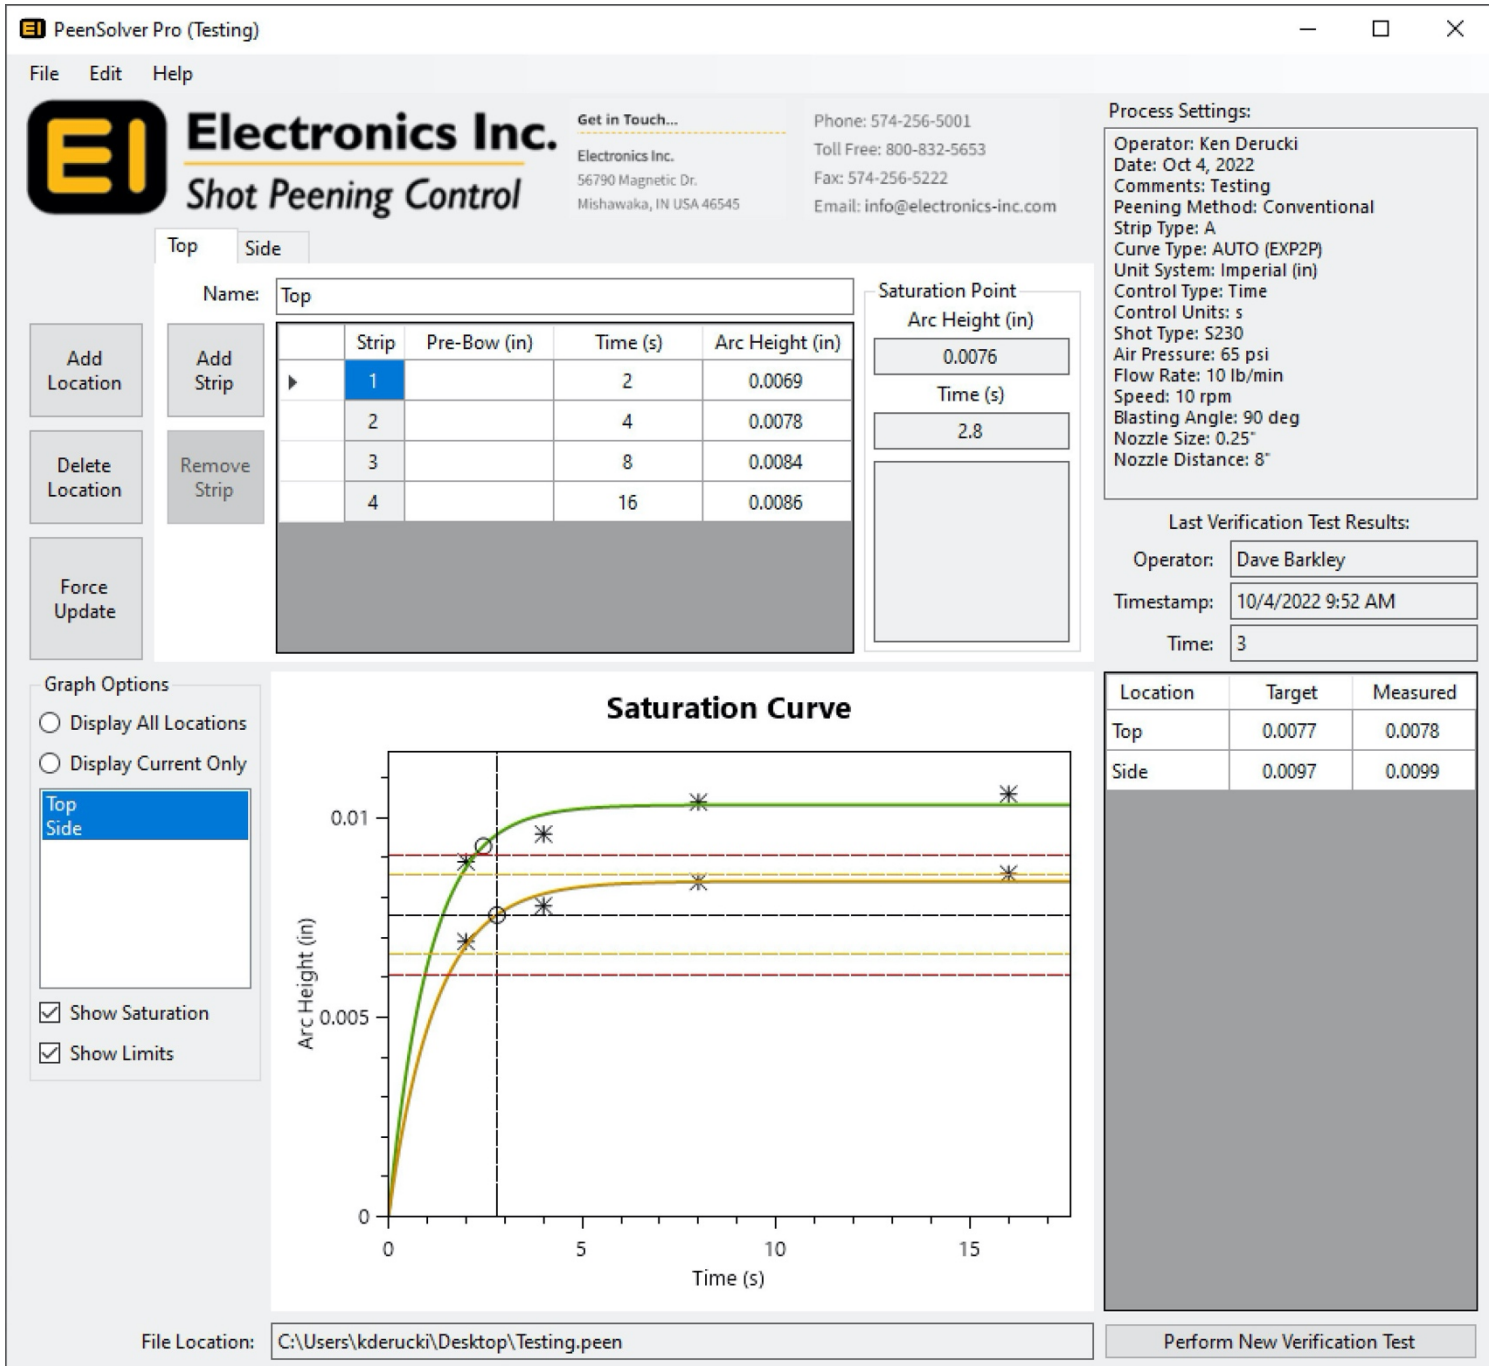 EI PeenSolver Pro (Testing)
File Edit Help
EI Electronics Inc.
Shot Peening Control
Get in Touch...
Electronics Inc.
56790 Magnetic Dr.
Mishawaka, IN USA 46545
Phone: 574-256-5001
Toll Free: 800-832-5653
Fax: 574-256-5222
Email: info@electronics-inc.com
Process Settings:
Operator: Ken Derucki
Date: Oct 4, 2022
Comments: Testing
Peening Method: Conventional
Strip Type: A
Curve Type: AUTO (EXP2P)
Unit System: Imperial (in)
Control Type: Time
Control Units: s
Shot Type: S230
Air Pressure: 65 psi
Flow Rate: 10 lb/min
Speed: 10 rpm
Blasting Angle: 90 deg
Nozzle Size: 0.25"
Nozzle Distance: 8"
Top Side
Name: Top
Add
Location
Delete
Location
Force
Update
Add
Strip
Remove
Strip
Strip Pre-Bow (in) Time (s) Arc Height (in)
1 2 0.0069
2 4 0.0078
3 8 0.0084
4 16 0.0086
Saturation Point
Arc Height (in)
0.0076
Time (s)
2.8
Last Verification Test Results:
Operator: Dave Barkley
Timestamp: 10/4/2022 9:52 AM
Time: 3
Location Target Measured
Top 0.0077 0.0078
Side 0.0097 0.0099
Graph Options
Display All Locations
Display Current Only
Top
Side
Show Saturation
Show Limits
Saturation Curve
Arc Height (in)
0.01
0.005
0
0 5 10 15
Time (s)
File Location: C:\Users\kderucki\Desktop\Testing.peen
Perform New Verification Test